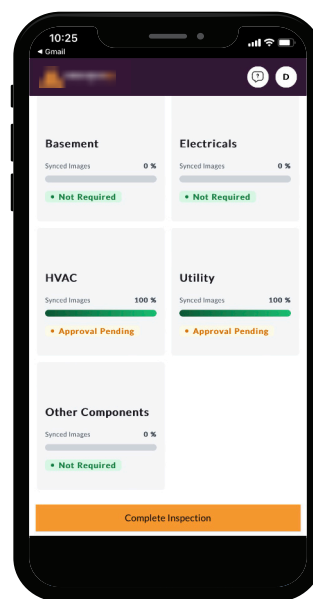 10:25
◀ Gmail
?
D
Basement
Synced Images 0 %
• Not Required
Electricals
Synced Images 0 %
• Not Required
HVAC
Synced Images 100 %
• Approval Pending
Utility
Synced Images 100 %
• Approval Pending
Other Components
Synced Images 0 %
• Not Required
Complete Inspection